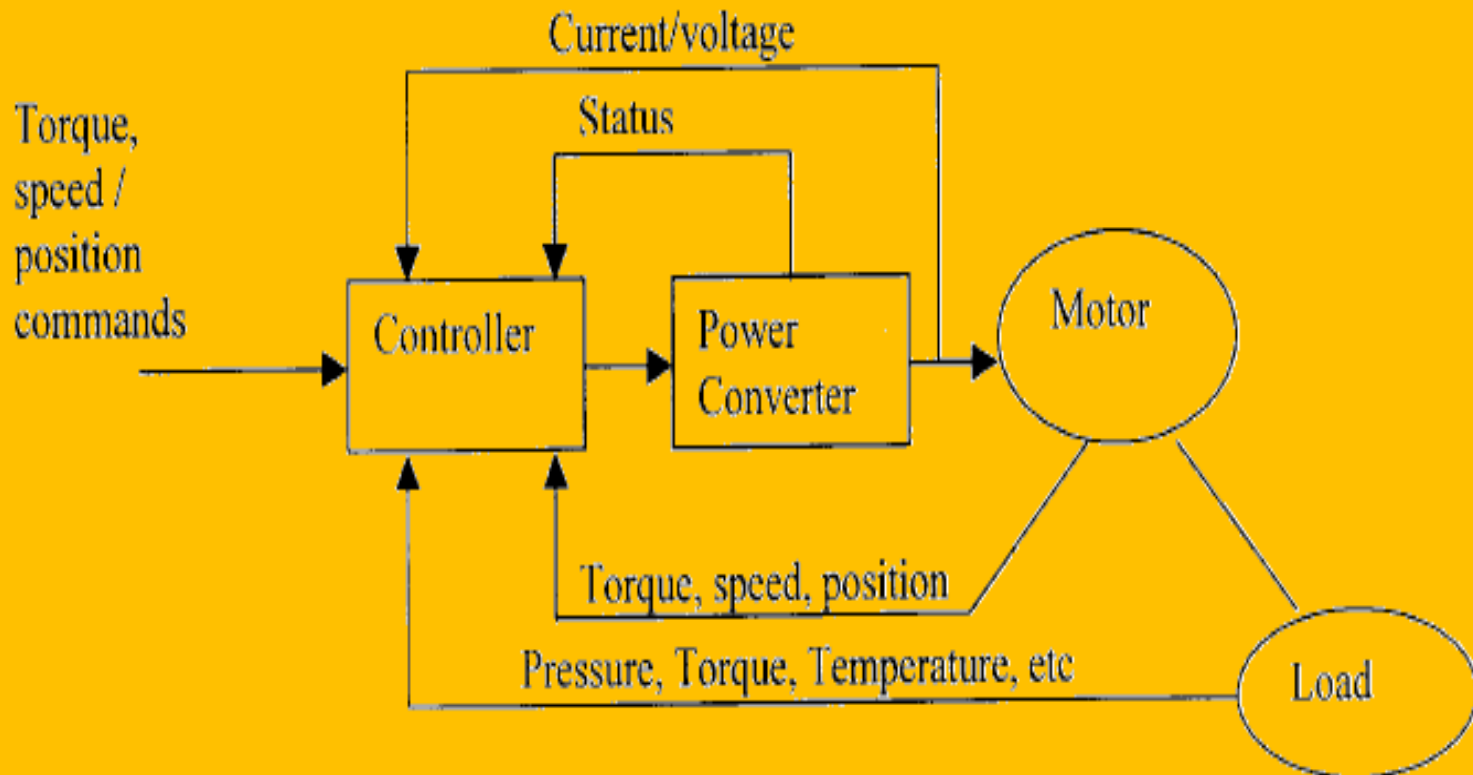 Current/voltage
Status
Torque,
speed /
position
commands
Controller
Power
Converter
Motor
Torque, speed, position
Pressure, Torque, Temperature, etc
Load